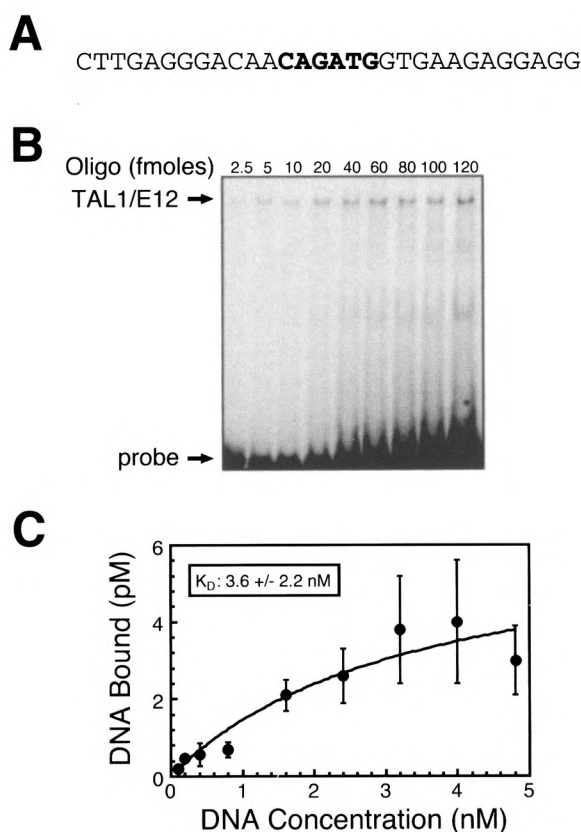 A
CTTGAGGGACAACAGATGGTGAAGAGGAGG
B
Oligo (fmoles) 2.5 5 10 20 40 60 80 100 120
TAL1/E12
probe
C
K_D: 3.6 +/- 2.2 nM
DNA Bound (pM)
6
4
2
0
0 1 2 3 4 5
DNA Concentration (nM)